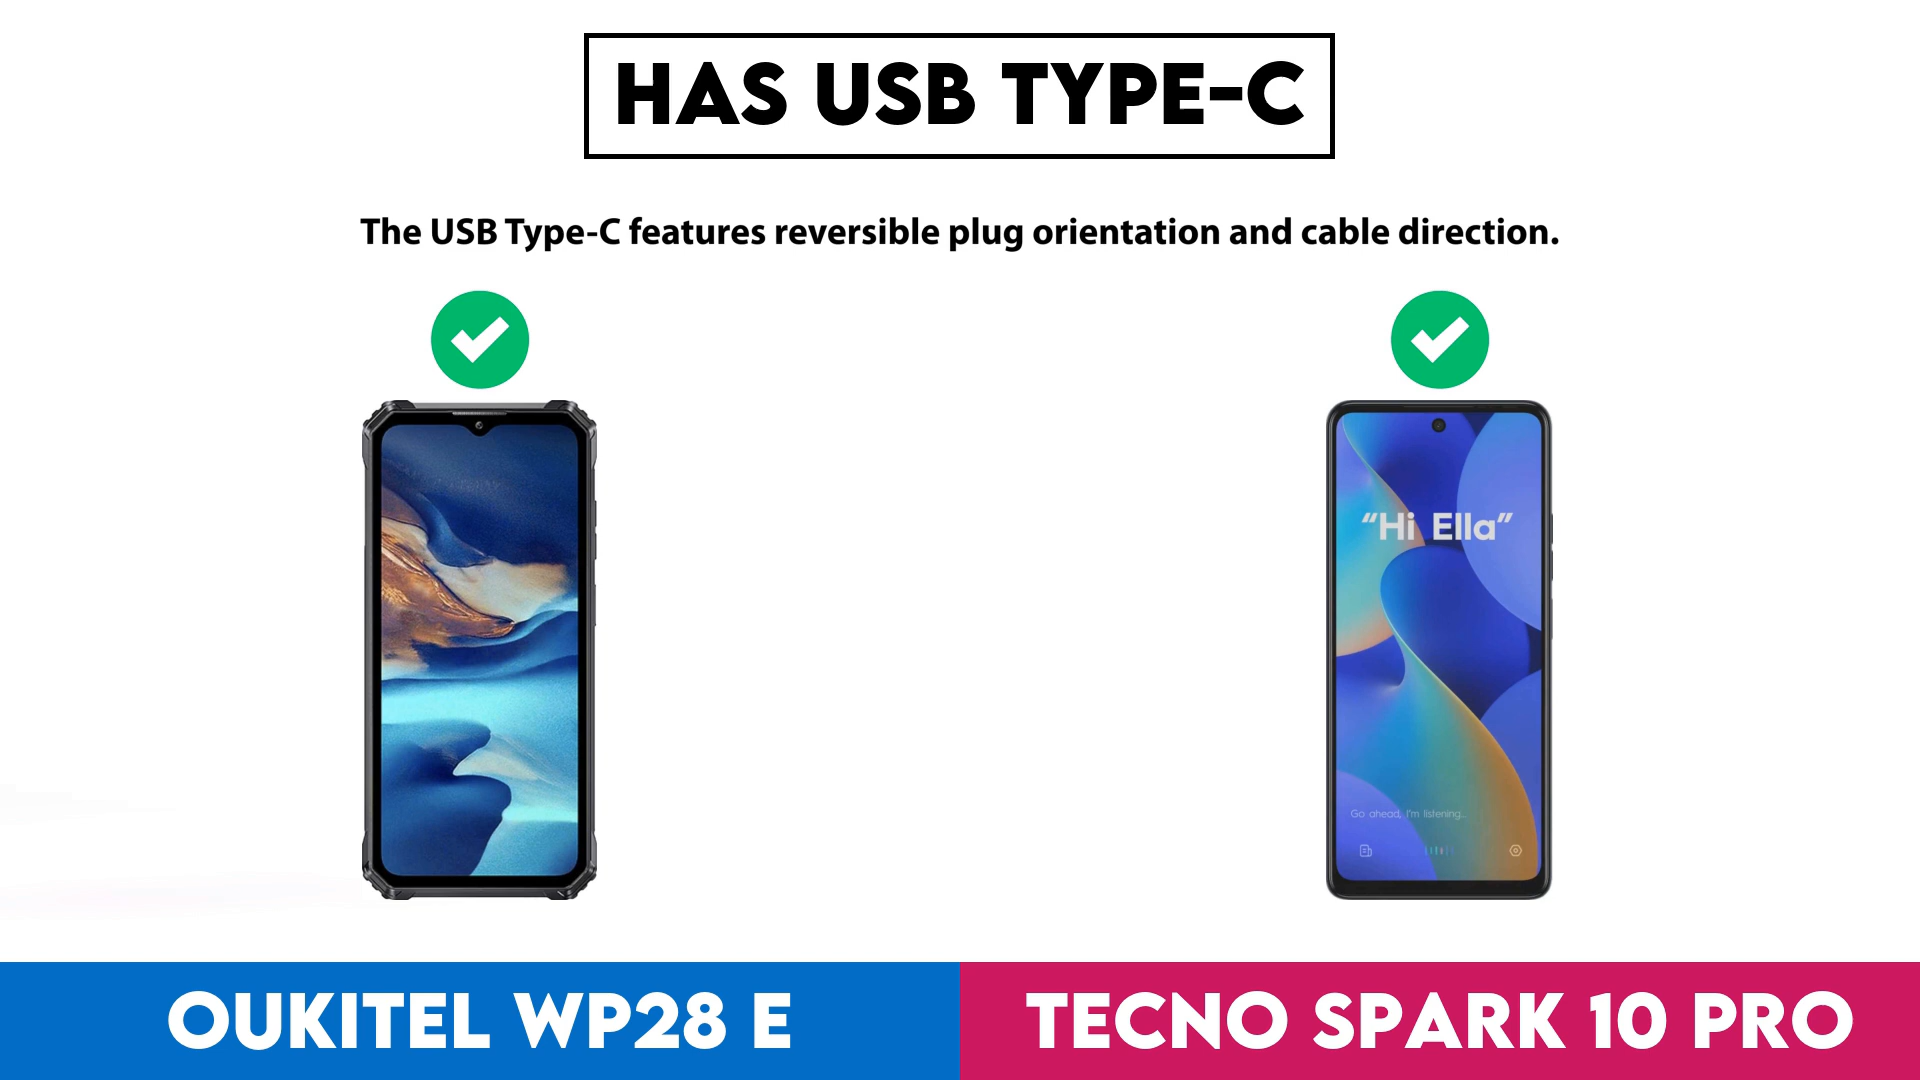 HAS USB TYPE-C
The USB Type-C features reversible plug orientation and cable direction.
“Hi Ella”
Go ahead, I'm listening...
OUKITEL WP28 E
TECNO SPARK 10 PRO